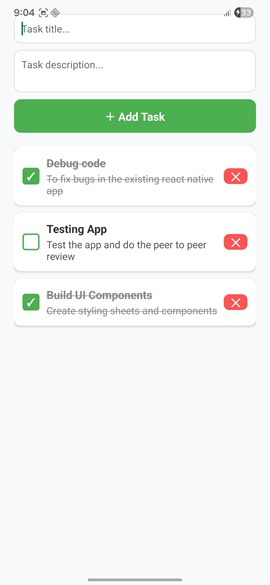 9:04
33
Task title...
Task description...
+ Add Task
Debug code
To fix bugs in the existing react native
app
Testing App
Test the app and do the peer to peer
review
Build UI Components
Create styling sheets and components